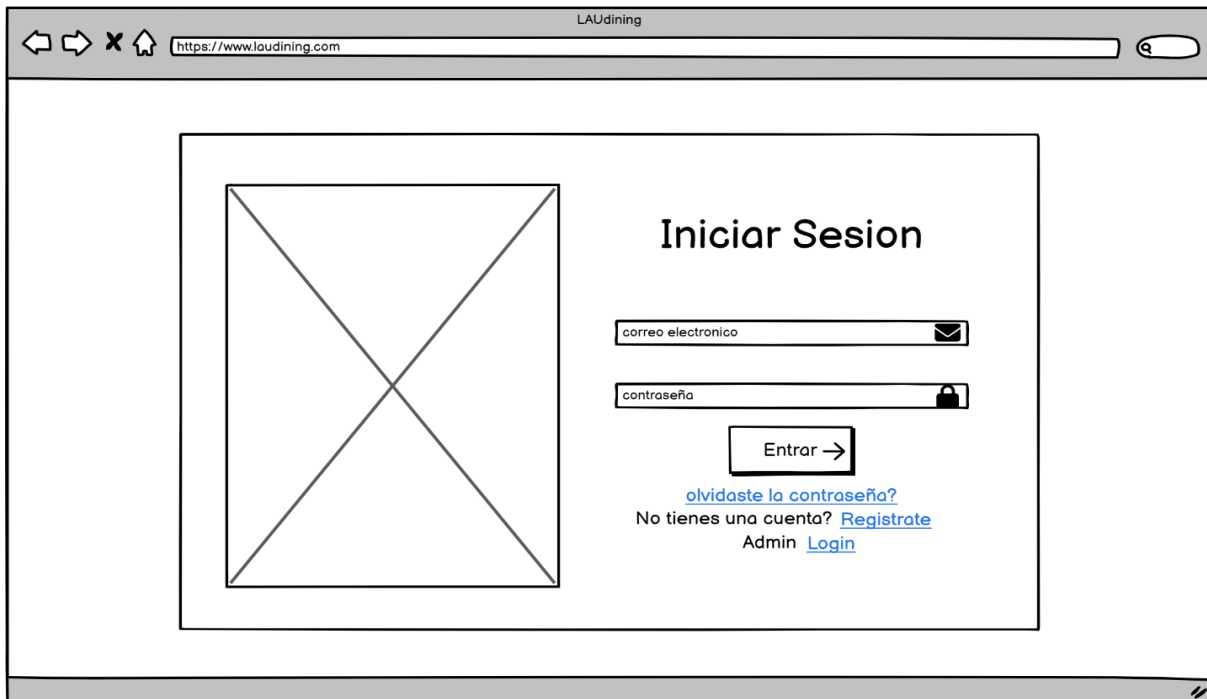 LAUdining
https://www.laudining.com
Iniciar Sesion
correo electronico
contraseña
Entrar
olvidaste la contraseña?
No tienes una cuenta? Registrate
Admin Login